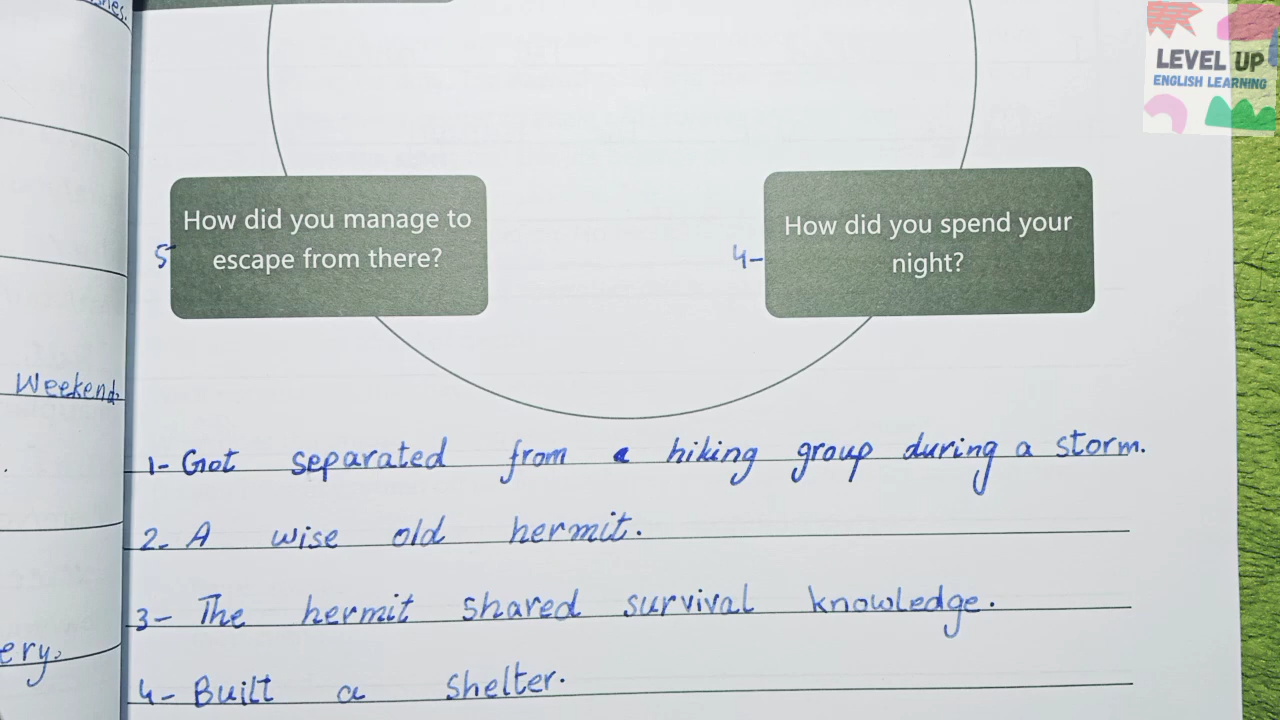 LEVEL UP
ENGLISH LEARNING
How did you manage to
escape from there?
5
How did you spend your
night?
4-
Weekend.
1- Got separated from a hiking group during a storm.
2- A wise old hermit.
3- The hermit shared survival knowledge.
ery.
4- Built a shelter.